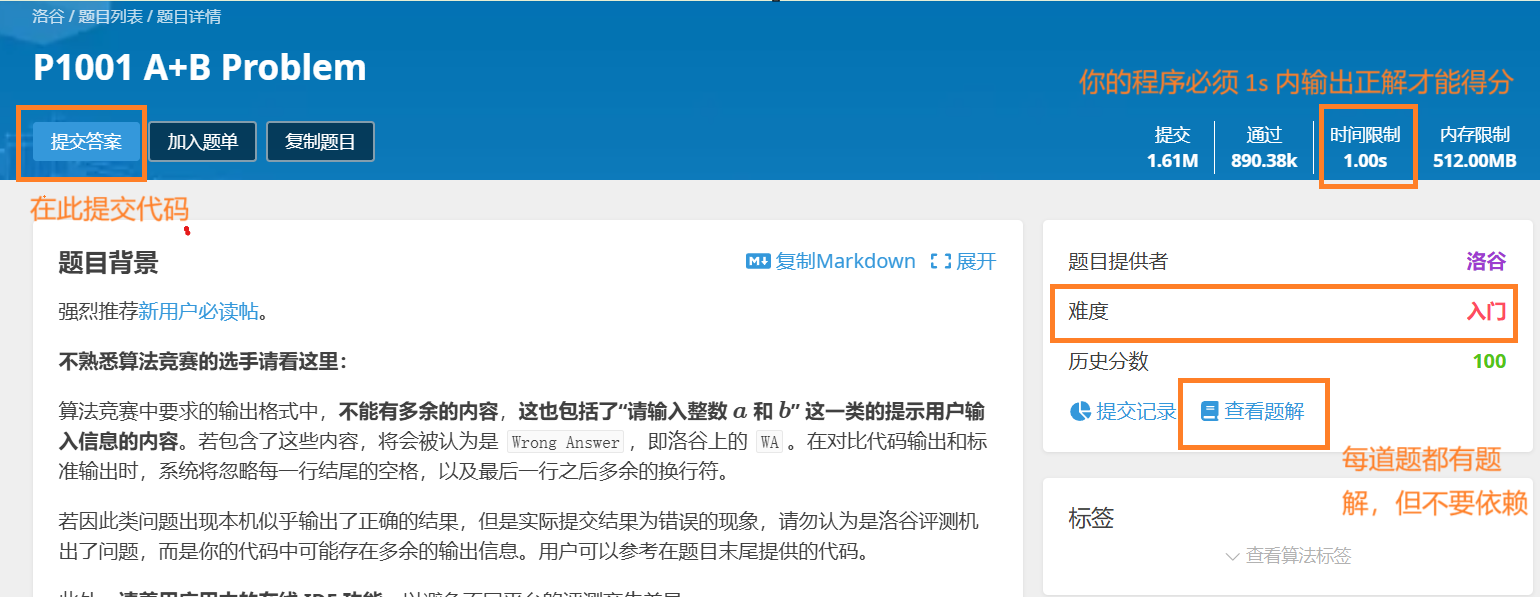 洛谷 / 题目列表 / 题目详情
P1001 A+B Problem
你的程序必须 1s 内输出正解才能得分
提交答案 加入题单 复制题目
提交 通过 时间限制 内存限制
1.61M 890.38k 1.00s 512.00MB
在此提交代码
题目背景 复制Markdown 展开
强烈推荐新用户必读帖。
不熟悉算法竞赛的选手请看这里：
算法竞赛中要求的输出格式中，不能有多余的内容，这也包括了“请输入整数 a 和 b” 这一类的提示用户输
入信息的内容。若包含了这些内容，将会被认为是 Wrong Answer ，即洛谷上的 WA 。在对比代码输出和标
准输出时，系统将忽略每一行结尾的空格，以及最后一行之后多余的换行符。
若因此类问题出现本机似乎输出了正确的结果，但是实际提交结果为错误的现象，请勿认为是洛谷评测机
出了问题，而是你的代码中可能存在多余的输出信息。用户可以参考在题目末尾提供的代码。
题目提供者 洛谷
难度 入门
历史分数 100
提交记录 查看题解
每道题都有题
解，但不要依赖
标签
查看算法标签